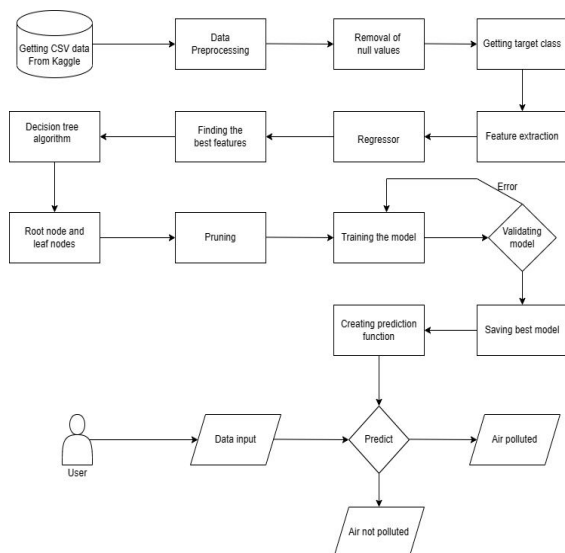 Getting CSV data
From Kaggle
Data
Preprocessing
Removal of
null values
Getting target class
Decision tree
algorithm
Finding the
best features
Regressor
Feature extraction
Error
Root node and
leaf nodes
Pruning
Training the model
Validating
model
Creating prediction
function
Saving best model
User
Data input
Predict
Air polluted
Air not polluted